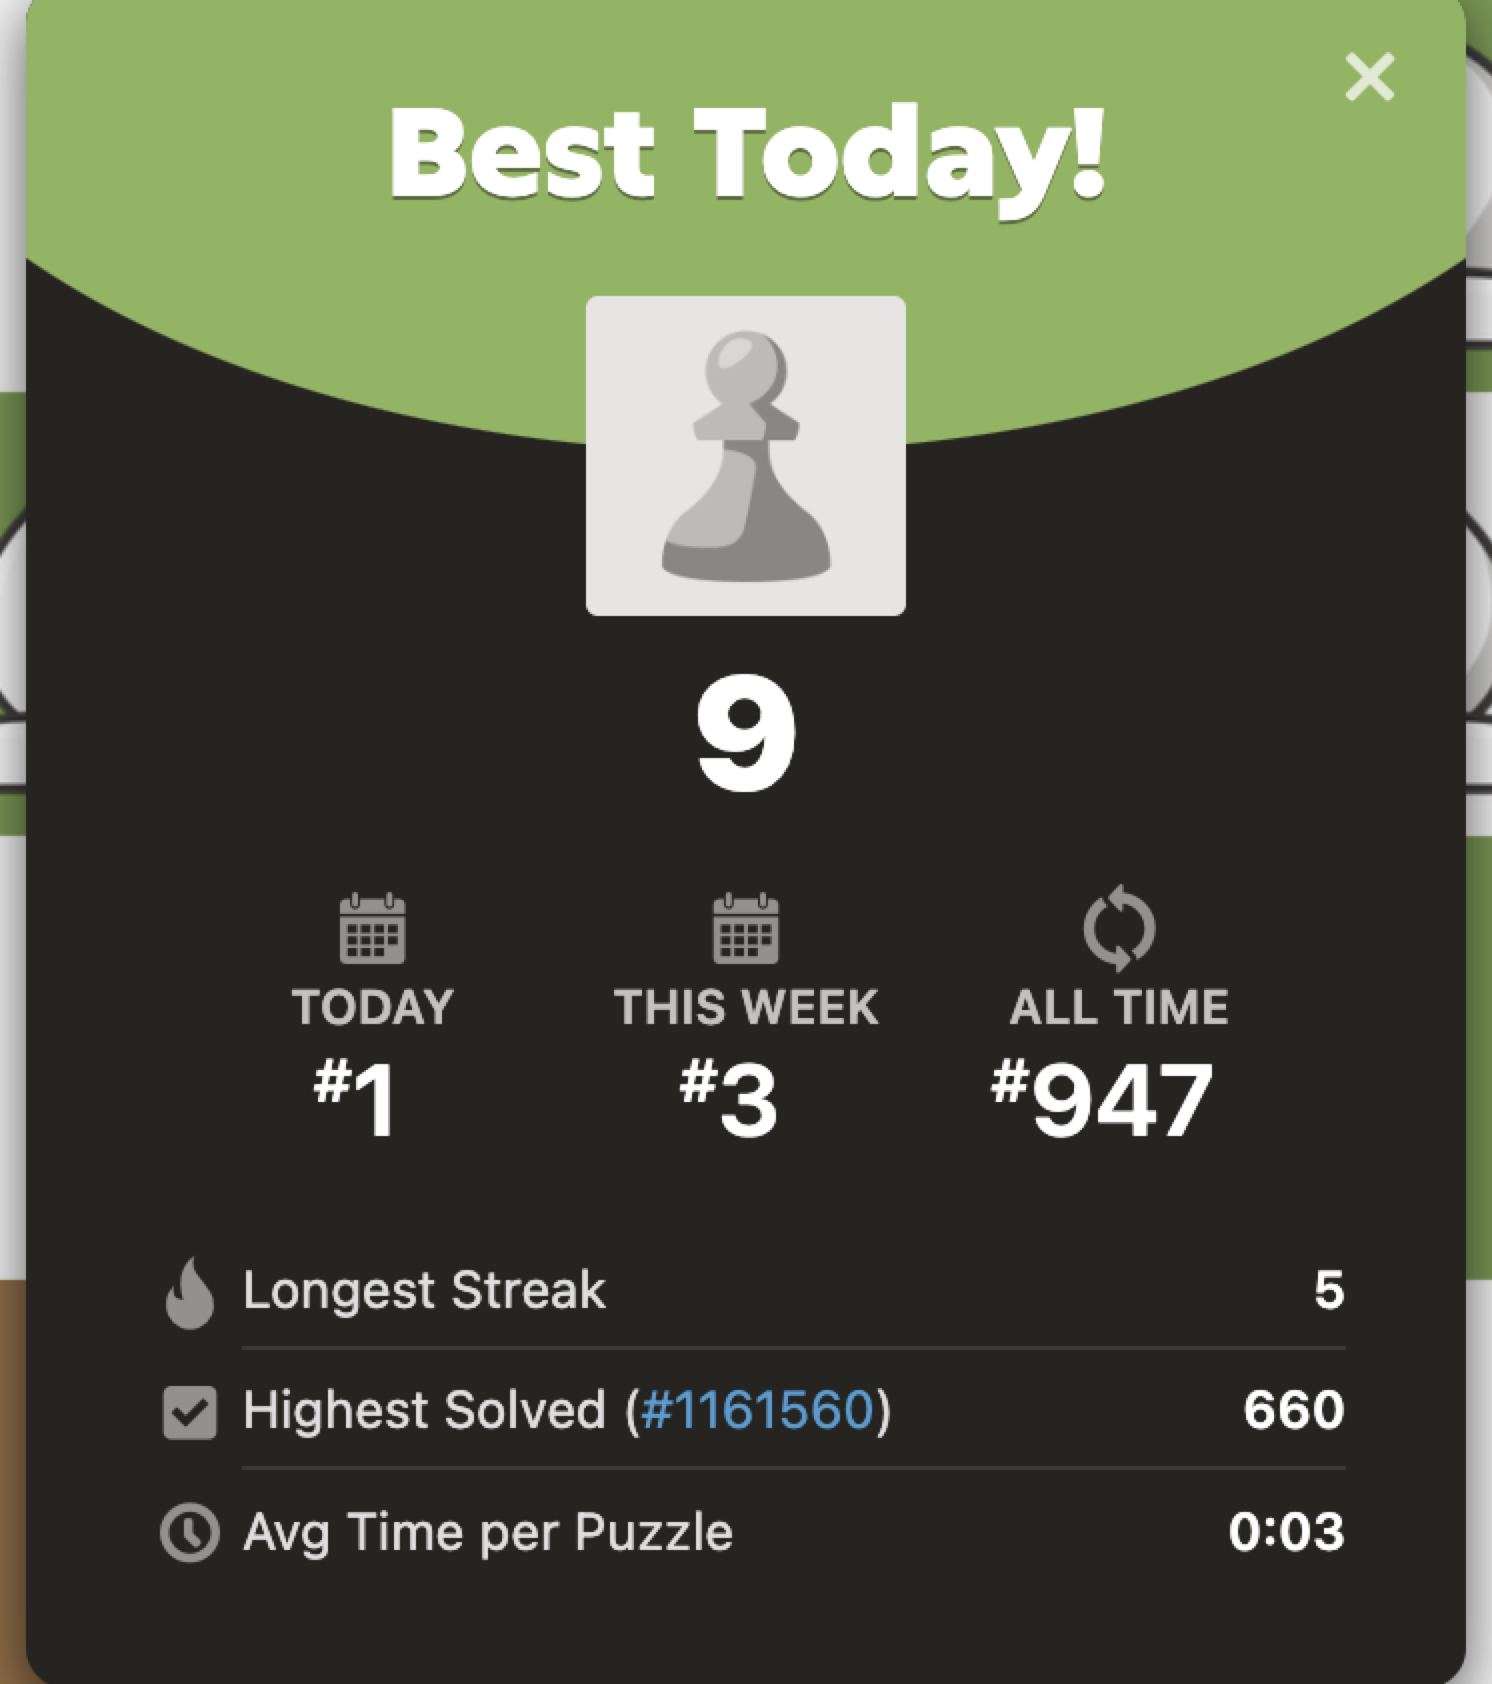 Best Today!
9
TODAY
THIS WEEK
ALL TIME
#1
#3
#947
Longest Streak 5
Highest Solved (#1161560) 660
Avg Time per Puzzle 0:03